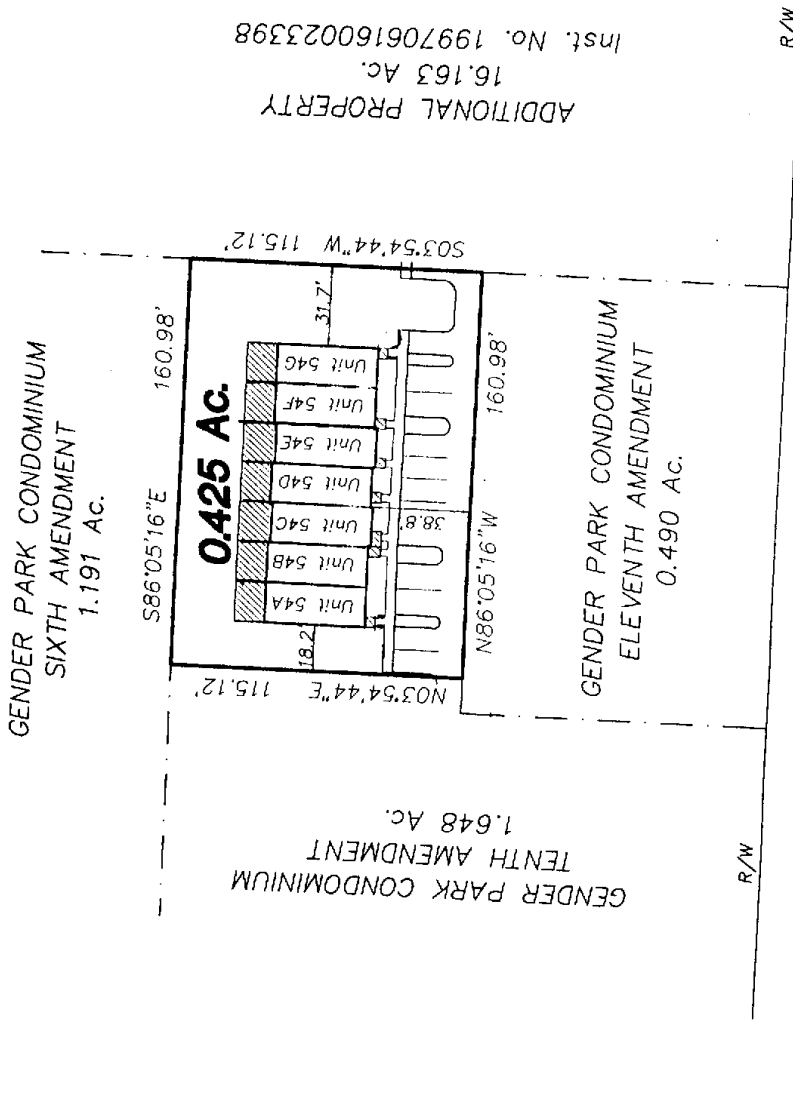 ADDITIONAL PROPERTY
16.163 Ac.
Inst. No. 199706160023398
R/W
GENDER PARK CONDOMINIUM
SIXTH AMENDMENT
1.191 Ac.
S86°05'16"E
160.98'
S03°54'44"W 115.12'
0.425 AC.
31.7'
Unit 54G
Unit 54F
Unit 54E
Unit 54D
Unit 54C
Unit 54B
Unit 54A
18.2'
38.8'
N03°54'44"E 115.12'
N86°05'16"W
160.98'
GENDER PARK CONDOMINIUM
ELEVENTH AMENDMENT
0.490 Ac.
GENDER PARK CONDOMINIUM
TENTH AMENDMENT
1.648 Ac.
R/W